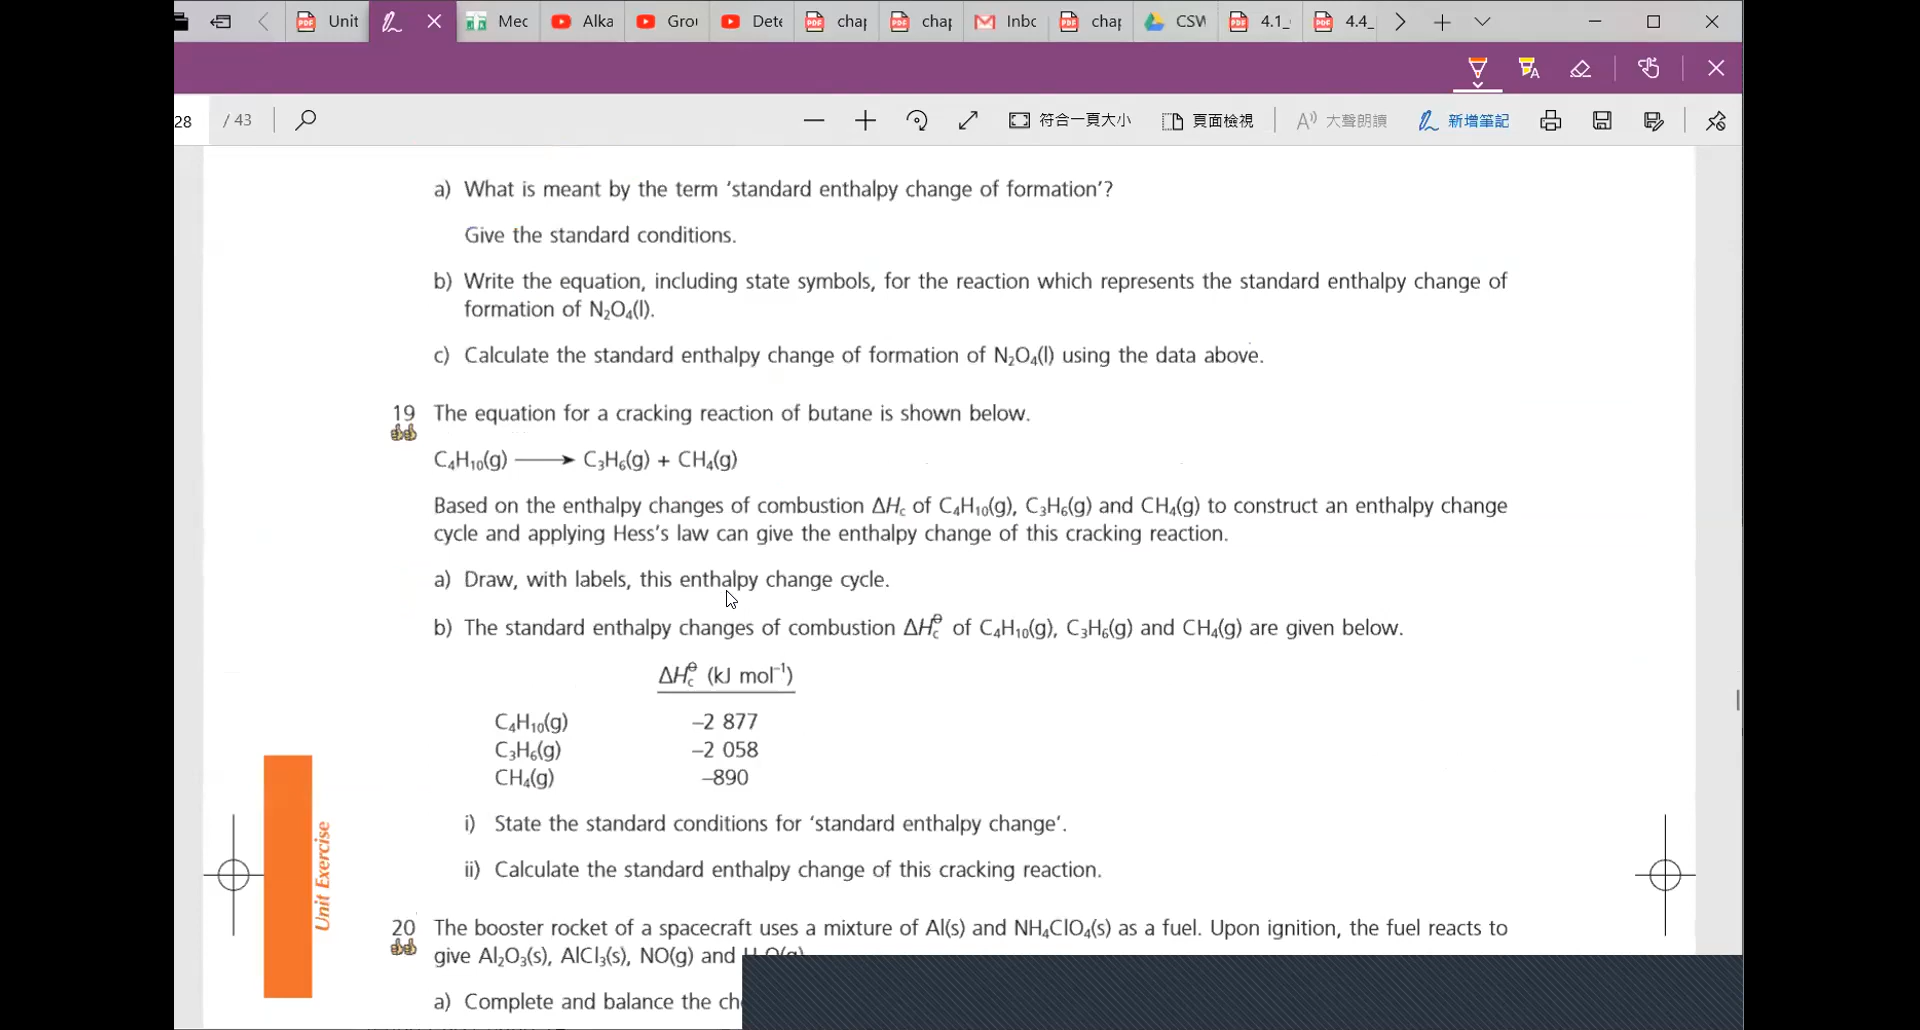 Unit
Mec
Alka
Grou
Dete
chap
chap
Inbc
chap
CSW
4.1_
4.4_
28 / 43
符合一頁大小
頁面檢視
大聲朗讀
新增筆記
a) What is meant by the term ‘standard enthalpy change of formation’?
Give the standard conditions.
b) Write the equation, including state symbols, for the reaction which represents the standard enthalpy change of
formation of N₂O₄(l).
c) Calculate the standard enthalpy change of formation of N₂O₄(l) using the data above.
19 The equation for a cracking reaction of butane is shown below.
C₄H₁₀(g) ⟶ C₃H₆(g) + CH₄(g)
Based on the enthalpy changes of combustion ΔHc of C₄H₁₀(g), C₃H₆(g) and CH₄(g) to construct an enthalpy change
cycle and applying Hess’s law can give the enthalpy change of this cracking reaction.
a) Draw, with labels, this enthalpy change cycle.
b) The standard enthalpy changes of combustion ΔH⦵c of C₄H₁₀(g), C₃H₆(g) and CH₄(g) are given below.
ΔH⦵c (kJ mol⁻¹)
C₄H₁₀(g) –2 877
C₃H₆(g) –2 058
CH₄(g) –890
i) State the standard conditions for ‘standard enthalpy change’.
ii) Calculate the standard enthalpy change of this cracking reaction.
Unit Exercise
20 The booster rocket of a spacecraft uses a mixture of Al(s) and NH₄ClO₄(s) as a fuel. Upon ignition, the fuel reacts to
give Al₂O₃(s), AlCl₃(s), NO(g) and H₂O(g)
a) Complete and balance the che